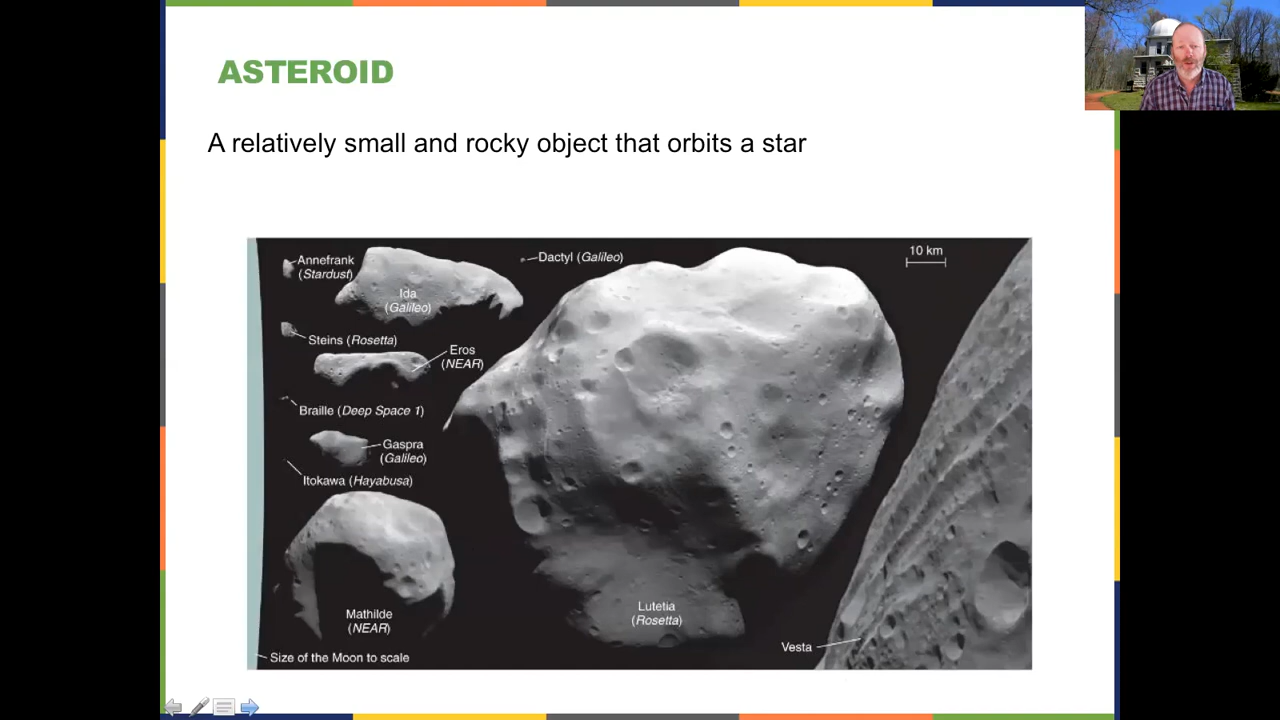 ASTEROID
A relatively small and rocky object that orbits a star
Annefrank
(Stardust)
Ida
(Galileo)
Dactyl (Galileo)
10 km
Steins (Rosetta)
Eros
(NEAR)
Braille (Deep Space 1)
Gaspra
(Galileo)
Itokawa (Hayabusa)
Mathilde
(NEAR)
Lutetia
(Rosetta)
Vesta
Size of the Moon to scale